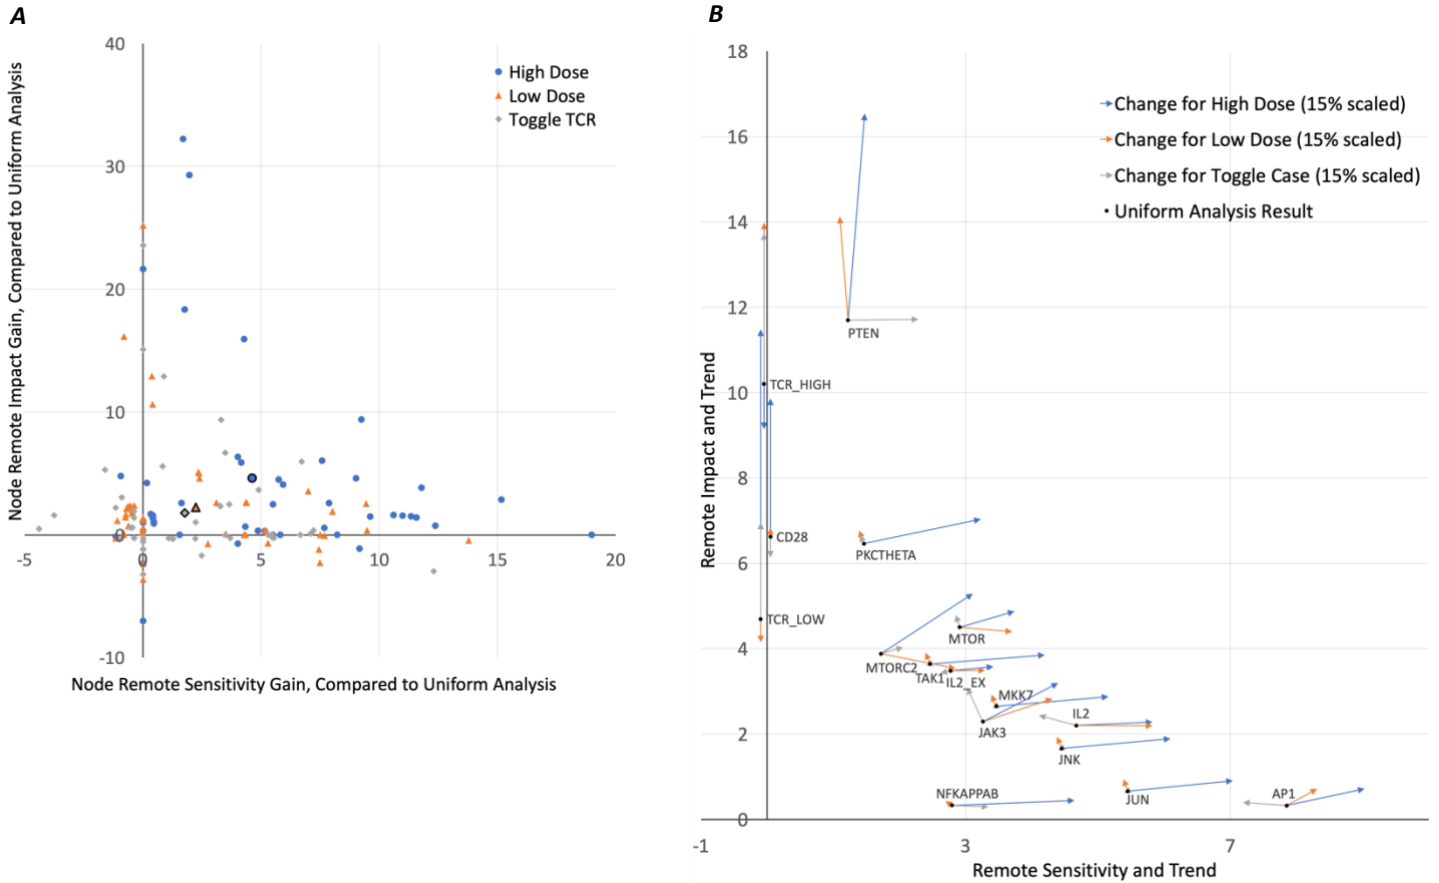 A
40
30
20
10
0
-10
-5
0
5
10
15
20
Node Remote Impact Gain, Compared to Uniform Analysis
Node Remote Sensitivity Gain, Compared to Uniform Analysis
High Dose
Low Dose
Toggle TCR
B
18
16
14
12
10
8
6
4
2
0
-1
3
7
Remote Impact and Trend
Remote Sensitivity and Trend
Change for High Dose (15% scaled)
Change for Low Dose (15% scaled)
Change for Toggle Case (15% scaled)
Uniform Analysis Result
PTEN
TCR_HIGH
CD28
PKCTHETA
TCR_LOW
MTOR
MTORC2
TAK1
IL2_EX
MKK7
JAK3
IL2
JNK
NFKAPPAB
JUN
AP1